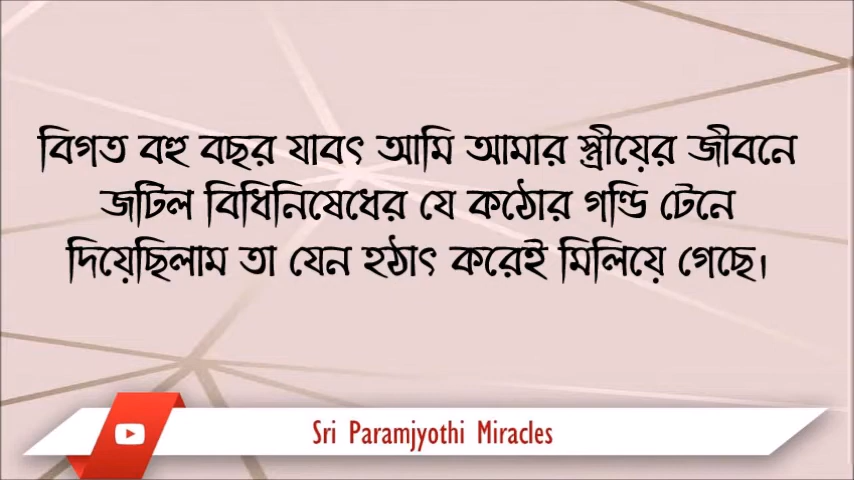 বিগত বহু বছর যাবৎ আমি আমার স্ত্রীয়ের জীবনে
জটিল বিধিনিষেধের যে কঠোর গন্ডি টেনে
দিয়েছিলাম তা যেন হঠাৎ করেই মিলিয়ে গেছে।
Sri Paramjyothi Miracles